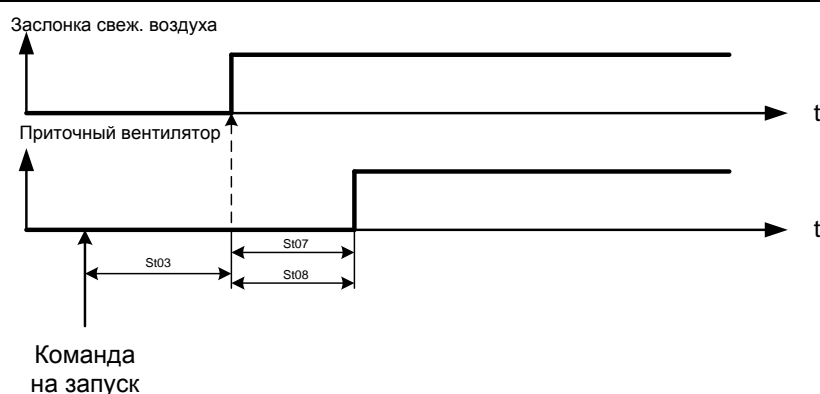 Заслонка свеж. воздуха
t
Приточный вентилятор
t
St07
St03
St08
Команда
на запуск